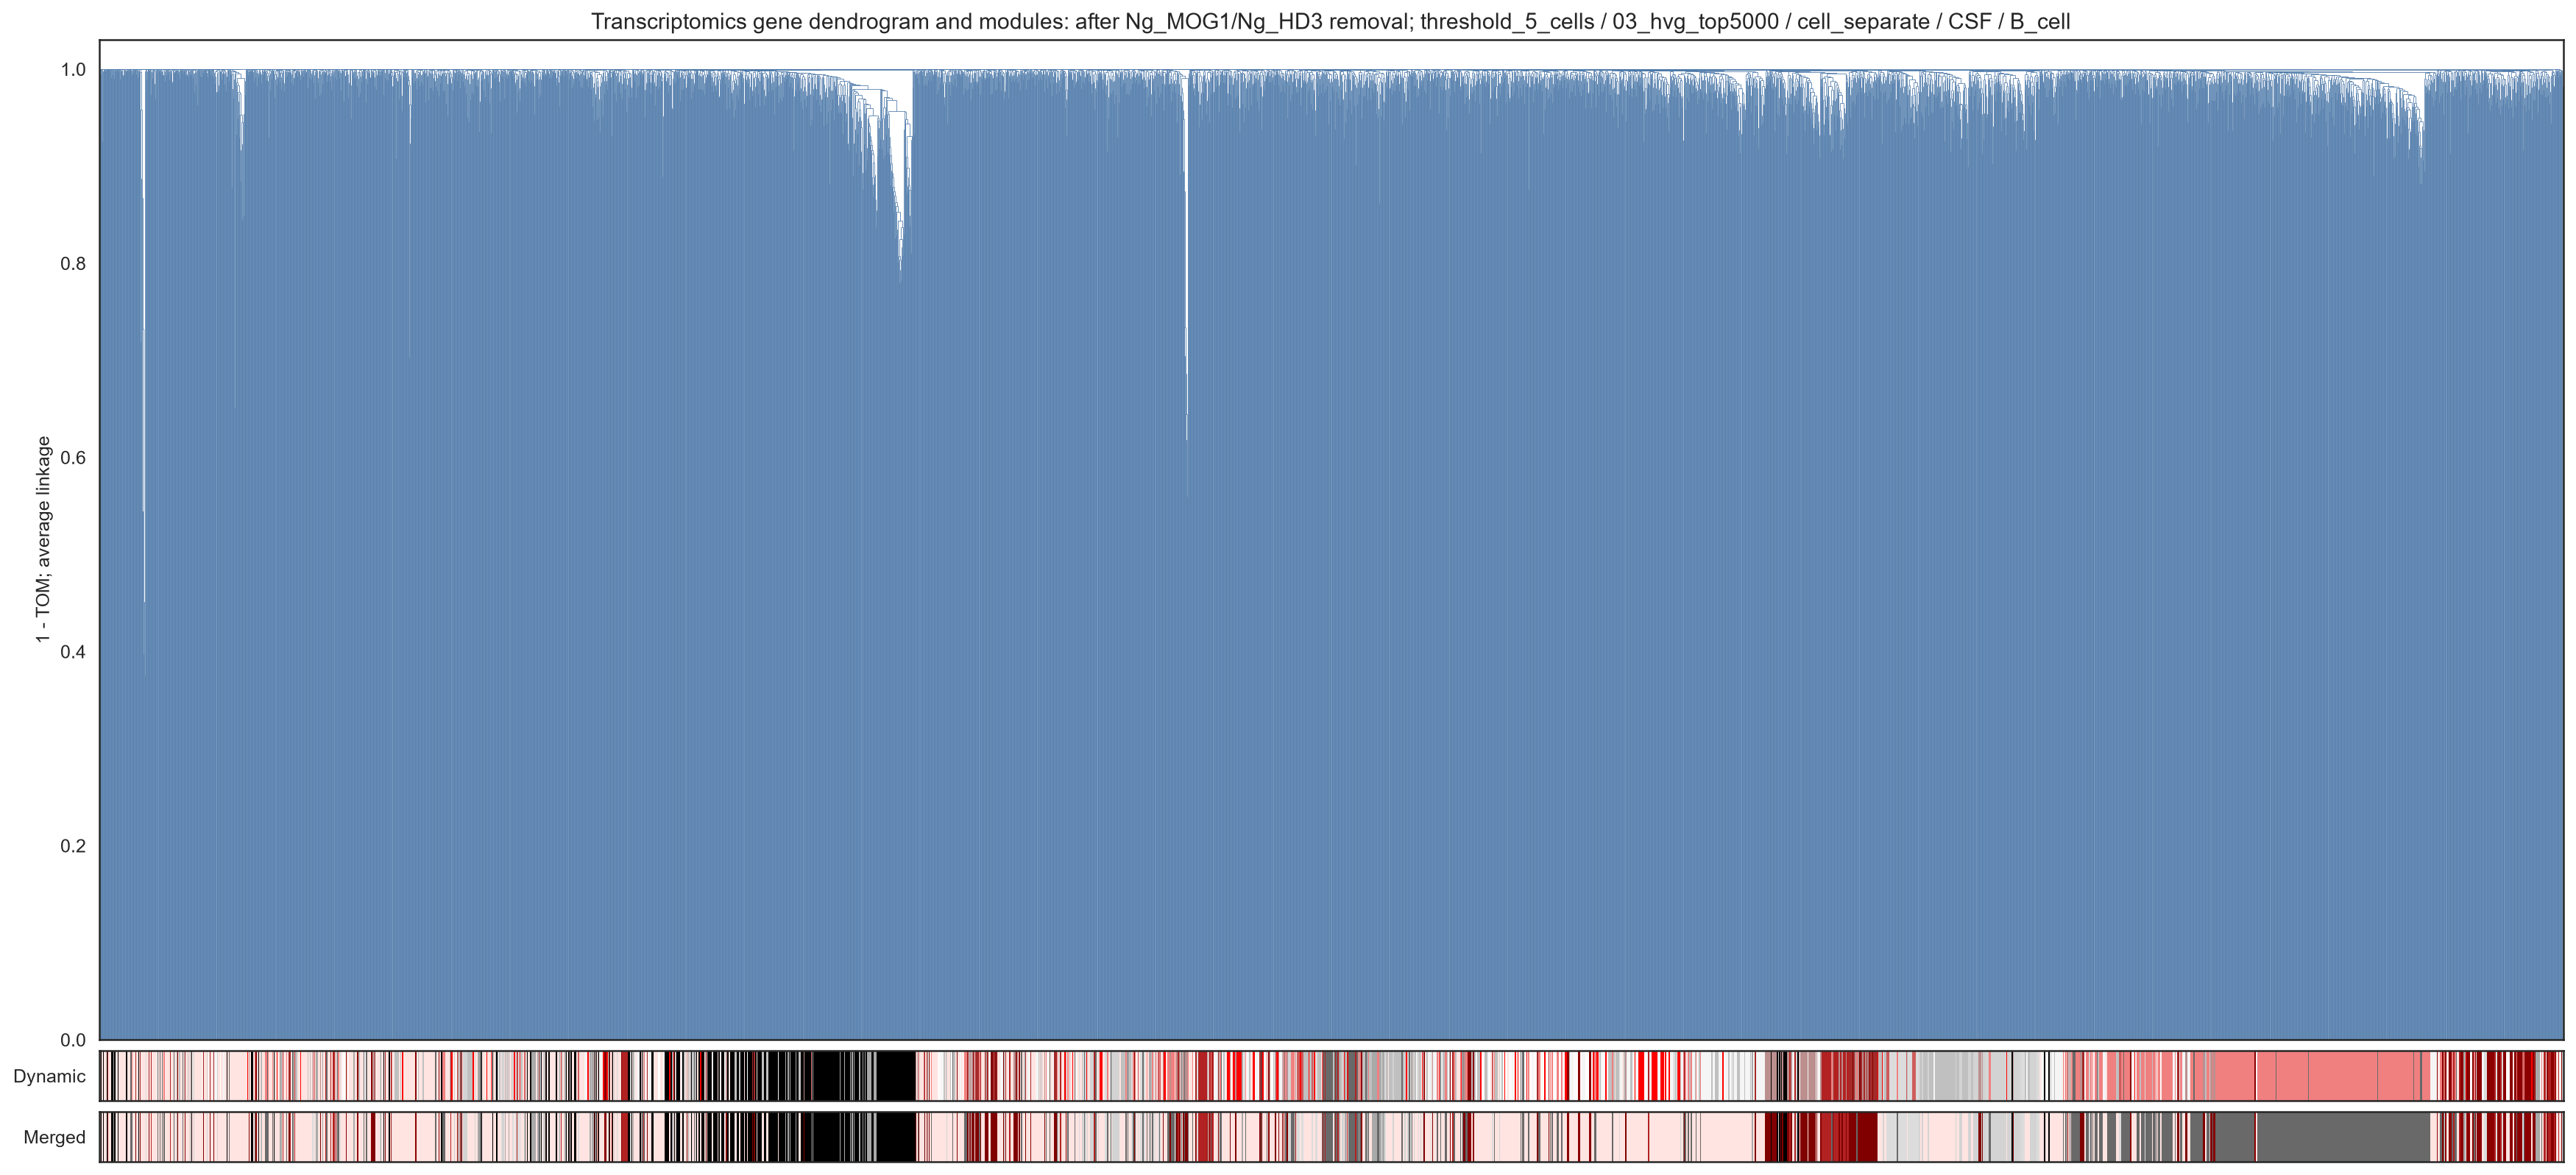 Transcriptomics gene dendrogram and modules: after Ng_MOG1/Ng_HD3 removal; threshold_5_cells / 03_hvg_top5000 / cell_separate / CSF / B_cell
1.0
0.8
0.6
0.4
0.2
0.0
1 - TOM; average linkage
Dynamic
Merged